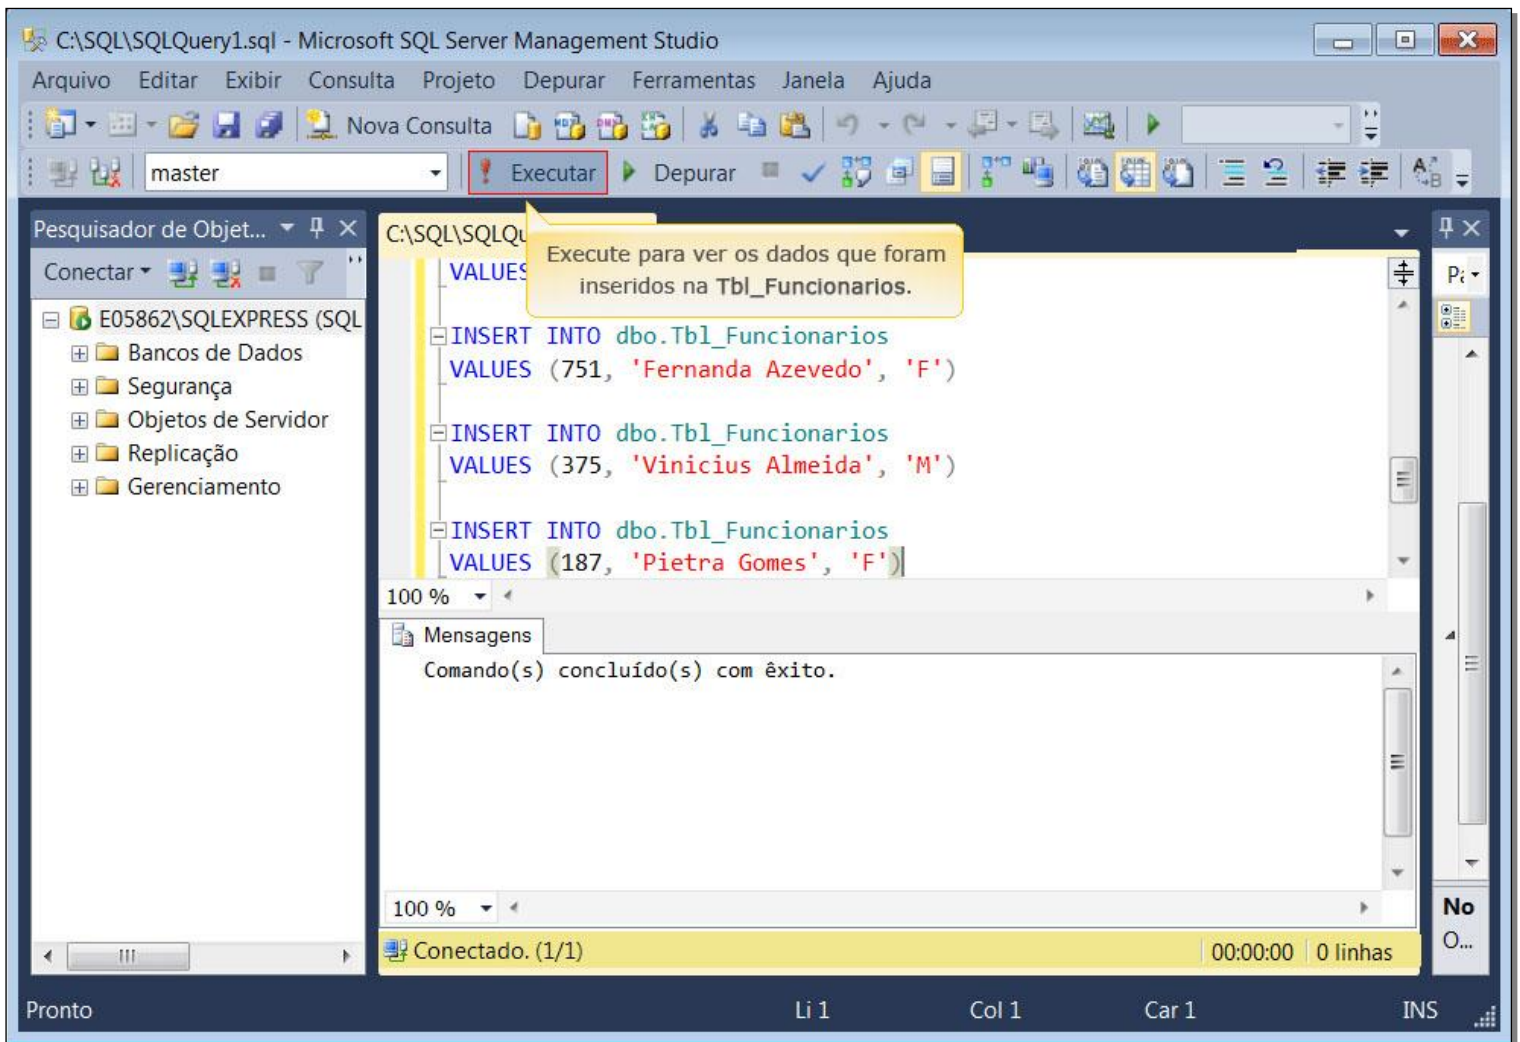 C:\SQL\SQLQuery1.sql - Microsoft SQL Server Management Studio
Arquivo Editar Exibir Consulta Projeto Depurar Ferramentas Janela Ajuda
Nova Consulta
master Executar Depurar
Pesquisador de Objet...
Conectar
E05862\SQLEXPRESS (SQL
Bancos de Dados
Segurança
Objetos de Servidor
Replicação
Gerenciamento
C:\SQL\SQLQu
Execute para ver os dados que foram
inseridos na Tbl_Funcionarios.
VALUES
INSERT INTO dbo.Tbl_Funcionarios
VALUES (751, 'Fernanda Azevedo', 'F')
INSERT INTO dbo.Tbl_Funcionarios
VALUES (375, 'Vinicius Almeida', 'M')
INSERT INTO dbo.Tbl_Funcionarios
VALUES (187, 'Pietra Gomes', 'F')
100 %
Mensagens
Comando(s) concluído(s) com êxito.
100 %
Conectado. (1/1) 00:00:00 0 linhas
No
O...
Pronto Li 1 Col 1 Car 1 INS